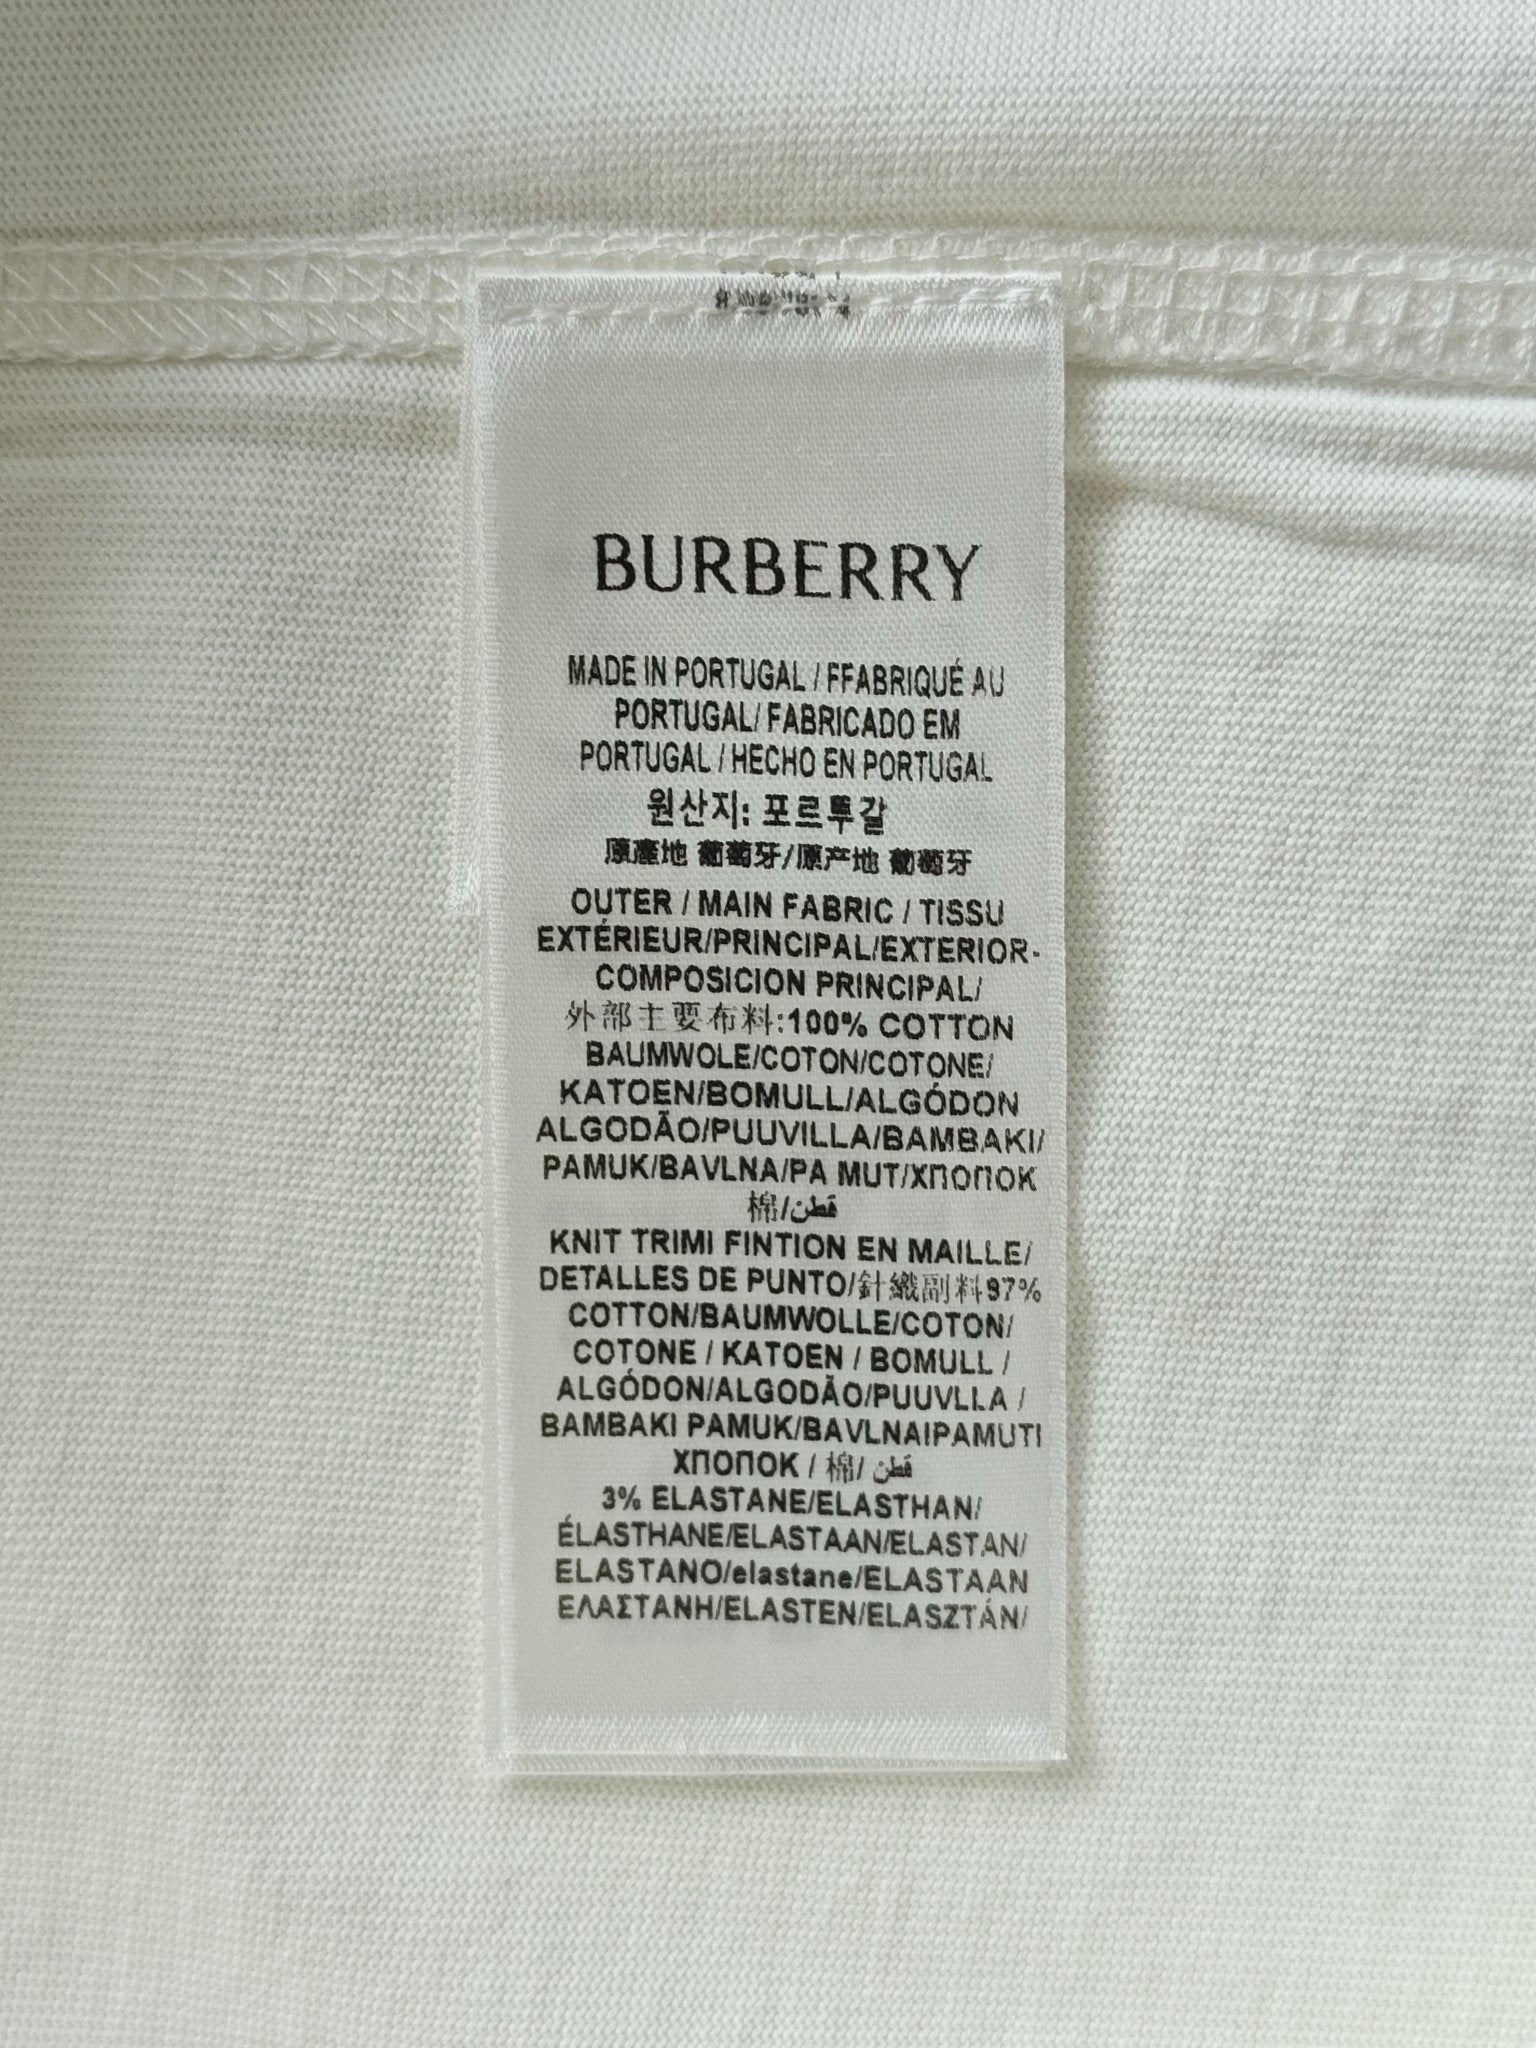 BURBERRY
MADE IN PORTUGAL / FFABRIQUÉ AU
PORTUGAL/ FABRICADO EM
PORTUGAL / HECHO EN PORTUGAL
원산지: 포르투갈
原產地 葡萄牙/原产地 葡萄牙
OUTER / MAIN FABRIC / TISSU
EXTÉRIEUR/PRINCIPAL/EXTERIOR-
COMPOSICION PRINCIPAL/
外部主要布料:100% COTTON
BAUMWOLE/COTON/COTONE/
KATOEN/BOMULL/ALGÓDON
ALGODÃO/PUUVILLA/BAMBAKI/
PAMUK/BAVLNA/PA MUT/ХПОПОК
棉/قطن
KNIT TRIMI FINTION EN MAILLE/
DETALLES DE PUNTO/針織副料97%
COTTON/BAUMWOLLE/COTON/
COTONE / KATOEN / BOMULL /
ALGÓDON/ALGODÃO/PUUVLLA /
BAMBAKI PAMUK/BAVLNAIPAMUTI
ХПОПОК / 棉/ قطن
3% ELASTANE/ELASTHAN/
ÉLASTHANE/ELASTAAN/ELASTAN/
ELASTANO/elastane/ELASTAAN
ΕΛΑΣΤΑΝΗ/ELASTEN/ELASZTÁN/